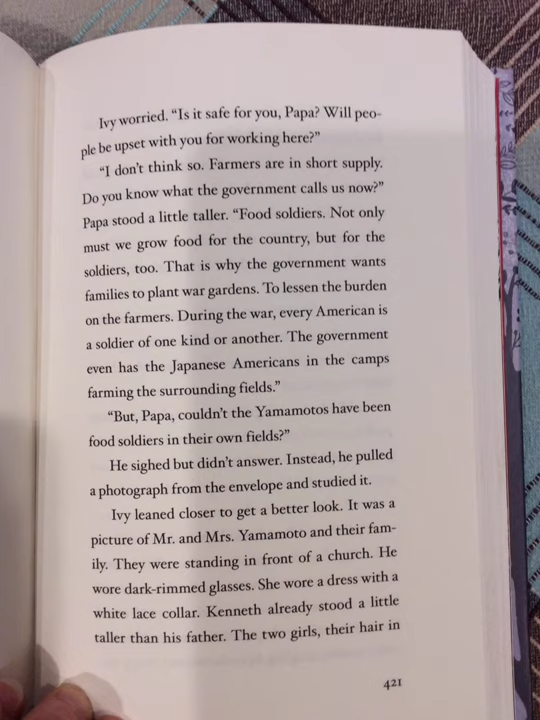 Ivy worried. “Is it safe for you, Papa? Will peo-
ple be upset with you for working here?”
“I don’t think so. Farmers are in short supply.
Do you know what the government calls us now?”
Papa stood a little taller. “Food soldiers. Not only
must we grow food for the country, but for the
soldiers, too. That is why the government wants
families to plant war gardens. To lessen the burden
on the farmers. During the war, every American is
a soldier of one kind or another. The government
even has the Japanese Americans in the camps
farming the surrounding fields.”
“But, Papa, couldn’t the Yamamotos have been
food soldiers in their own fields?”
He sighed but didn’t answer. Instead, he pulled
a photograph from the envelope and studied it.
Ivy leaned closer to get a better look. It was a
picture of Mr. and Mrs. Yamamoto and their fam-
ily. They were standing in front of a church. He
wore dark-rimmed glasses. She wore a dress with a
white lace collar. Kenneth already stood a little
taller than his father. The two girls, their hair in
421